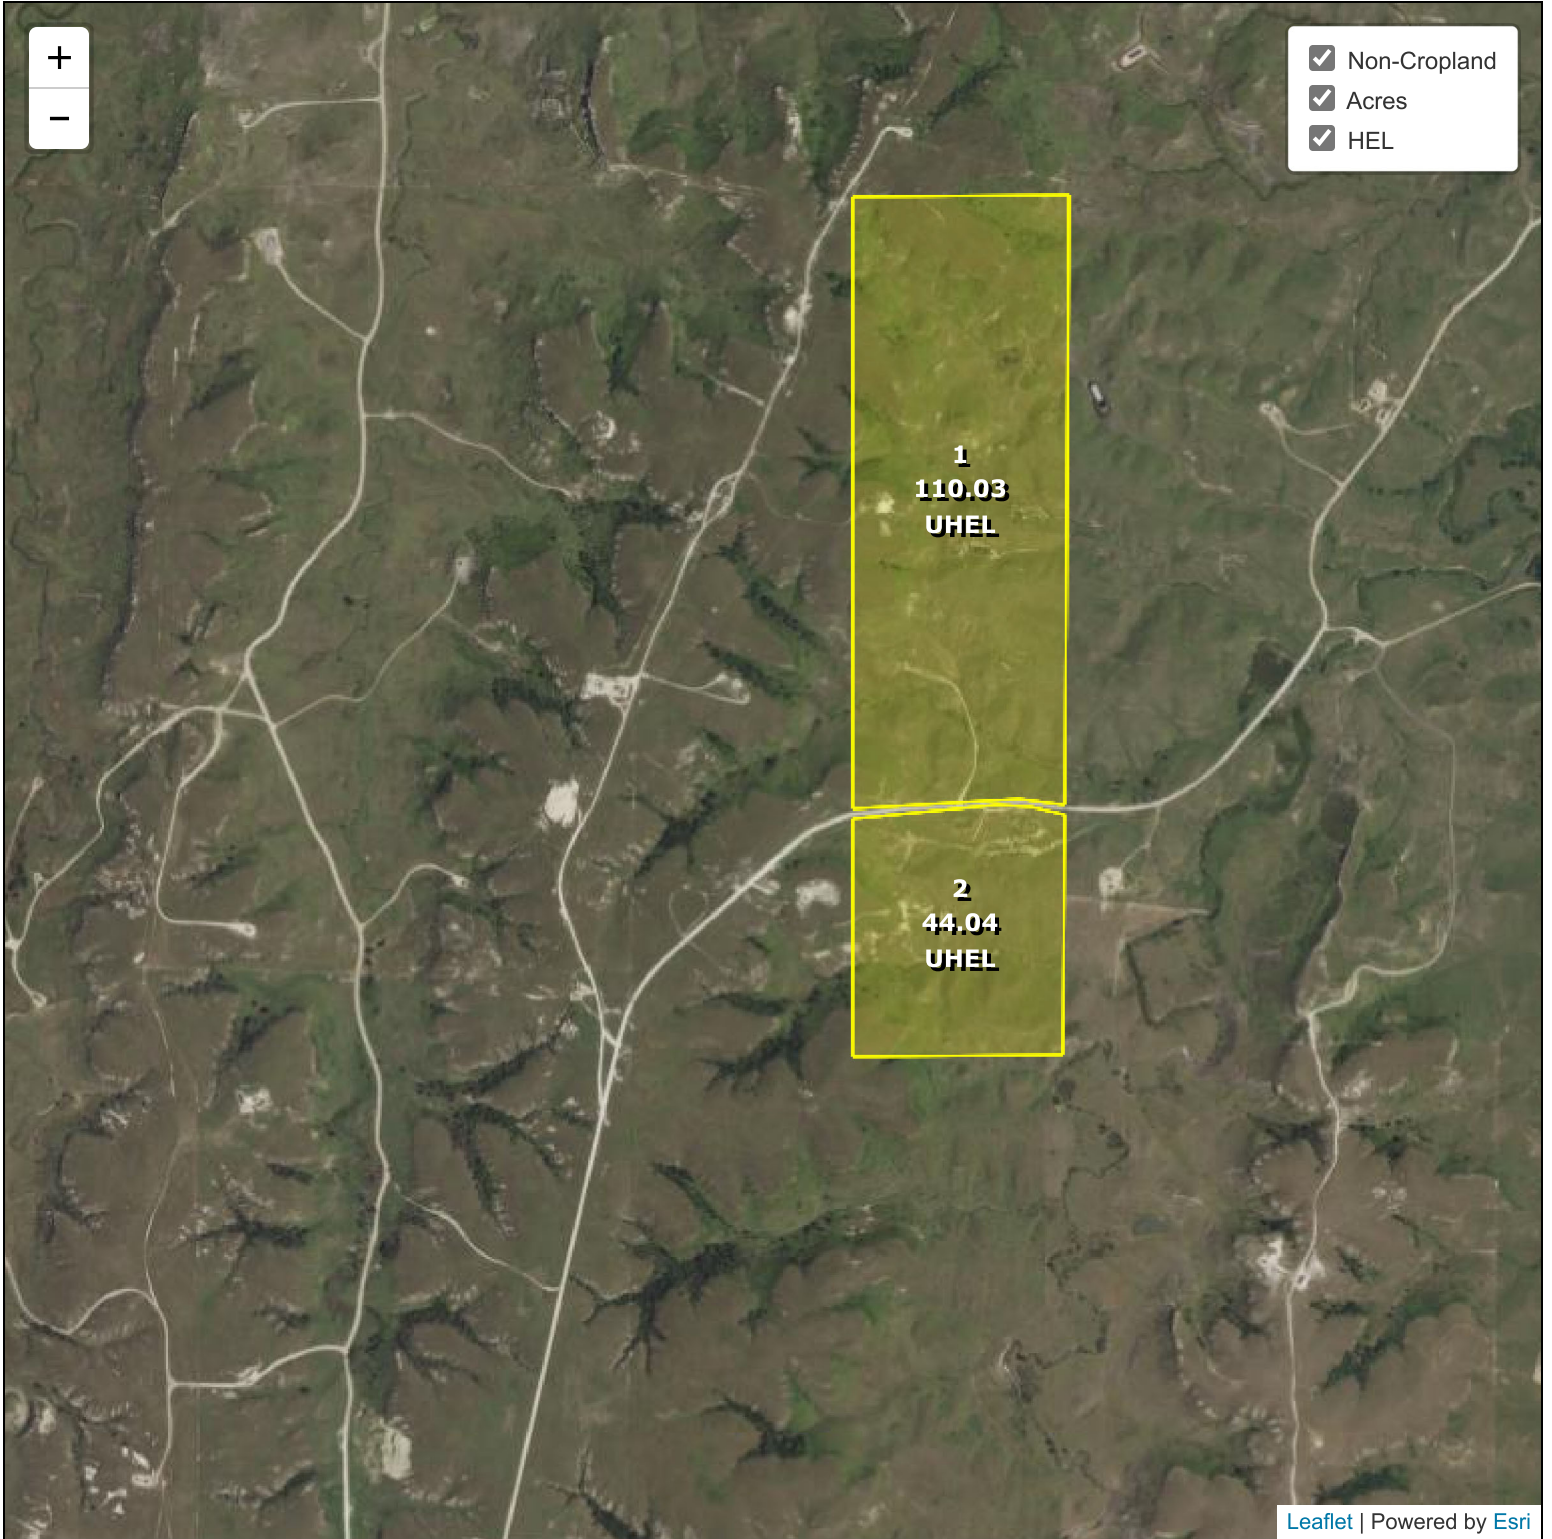 +
−
Non-Cropland
Acres
HEL
1
110.03
UHEL
2
44.04
UHEL
Leaflet | Powered by Esri